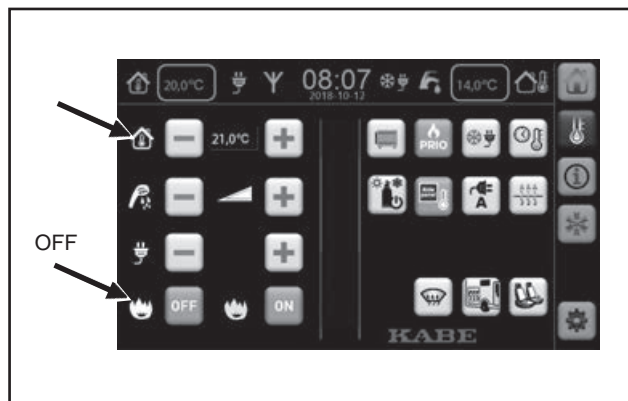 20,0°C 08:07 14,0°C
2018-10-12
21,0°C
PRIO
A
OFF
OFF ON
KABE